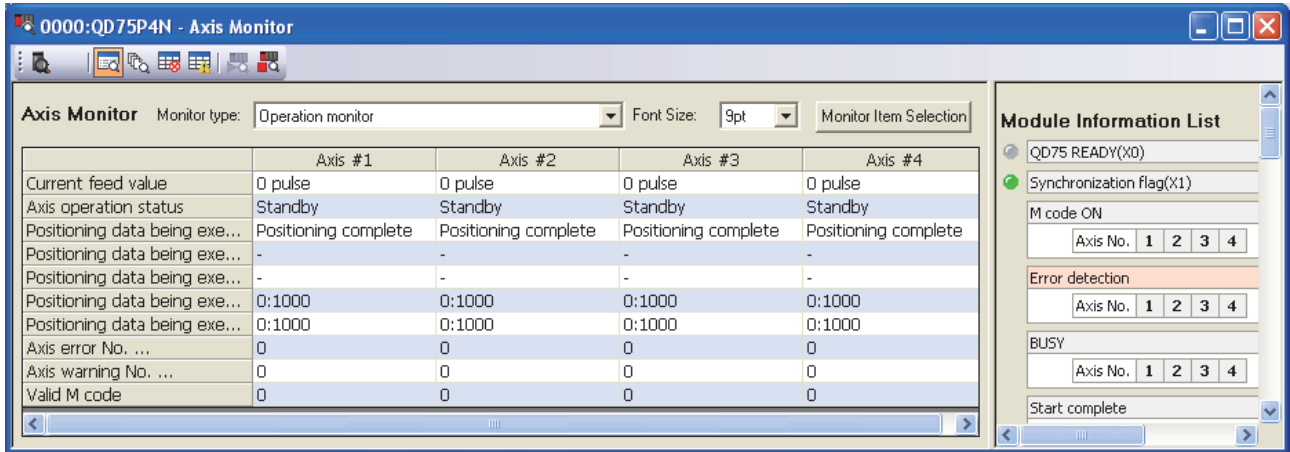 0000:QD75P4N - Axis Monitor
Axis Monitor Monitor type: Operation monitor Font Size: 9pt Monitor Item Selection
Axis #1 Axis #2 Axis #3 Axis #4
Current feed value 0 pulse 0 pulse 0 pulse 0 pulse
Axis operation status Standby Standby Standby Standby
Positioning data being exe... Positioning complete Positioning complete Positioning complete Positioning complete
Positioning data being exe... - - - -
Positioning data being exe... - - - -
Positioning data being exe... 0:1000 0:1000 0:1000 0:1000
Positioning data being exe... 0:1000 0:1000 0:1000 0:1000
Axis error No. ... 0 0 0 0
Axis warning No. ... 0 0 0 0
Valid M code 0 0 0 0
Module Information List
QD75 READY(X0)
Synchronization flag(X1)
M code ON
Axis No. 1 2 3 4
Error detection
Axis No. 1 2 3 4
BUSY
Axis No. 1 2 3 4
Start complete